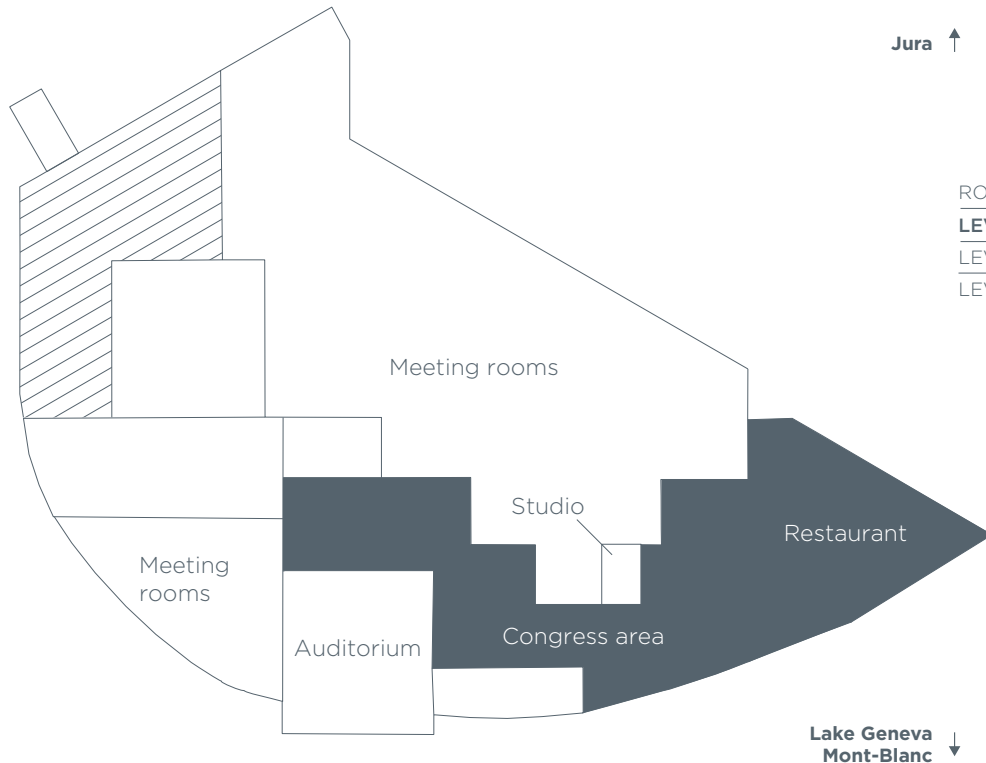 Jura
Meeting rooms
Studio
Restaurant
Meeting
rooms
Congress area
Auditorium
Lake Geneva
Mont-Blanc